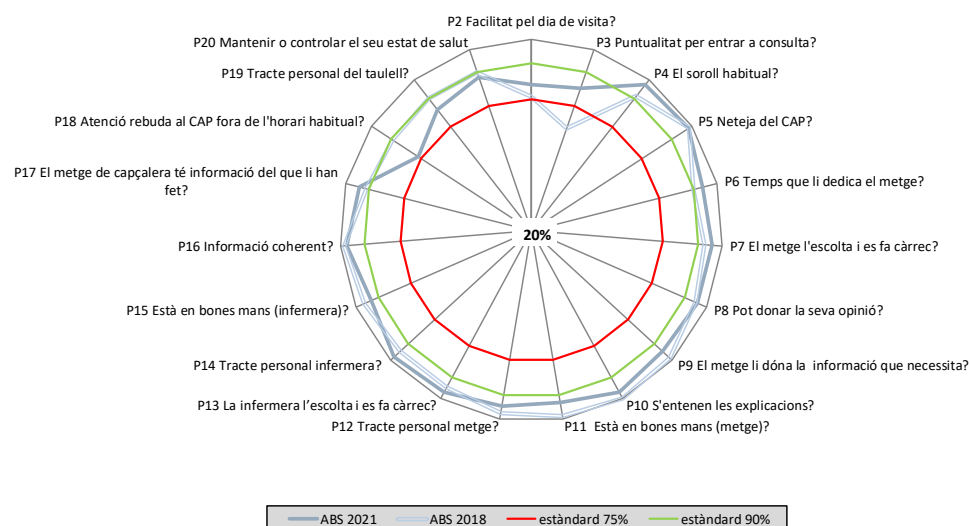 P2 Facilitat pel dia de visita?
P3 Puntualitat per entrar a consulta?
P4 El soroll habitual?
P5 Neteja del CAP?
P6 Temps que li dedica el metge?
P7 El metge l'escolta i es fa càrrec?
P8 Pot donar la seva opinió?
P9 El metge li dóna la informació que necessita?
P10 S'entenen les explicacions?
P11 Està en bones mans (metge)?
P12 Tracte personal metge?
P13 La infermera l’escolta i es fa càrrec?
P14 Tracte personal infermera?
P15 Està en bones mans (infermera)?
P16 Informació coherent?
P17 El metge de capçalera té informació del que li han
fet?
P18 Atenció rebuda al CAP fora de l'horari habitual?
P19 Tracte personal del taulell?
P20 Mantenir o controlar el seu estat de salut
20%
ABS 2021 ABS 2018 estàndard 75% estàndard 90%